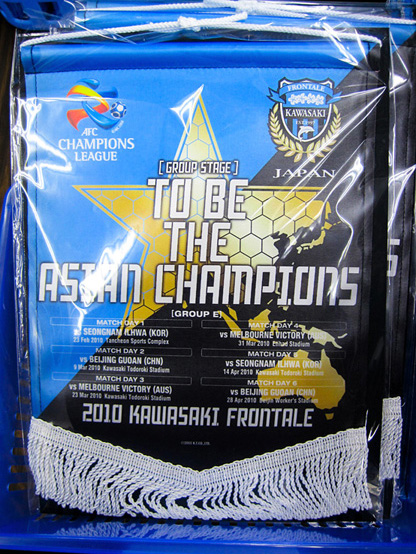 AFC
CHAMPIONS
LEAGUE
FRONTALE
KAWASAKI
JAPAN
[GROUP STAGE]
TO BE
THE
ASIAN CHAMPIONS
[GROUP E]
MATCH DAY 1
vs SEONGNAM ILHWA (KOR)
23 Feb 2010 Tancheon Sports Complex
MATCH DAY 2
vs BEIJING GUOAN (CHN)
9 Mar 2010 Kawasaki Todoroki Stadium
MATCH DAY 3
vs MELBOURNE VICTORY (AUS)
23 Mar 2010 Kawasaki Todoroki Stadium
MATCH DAY 4
vs MELBOURNE VICTORY (AUS)
31 Mar 2010 Etihad Stadium
MATCH DAY 5
vs SEONGNAM ILHWA (KOR)
14 Apr 2010 Kawasaki Todoroki Stadium
MATCH DAY 6
vs BEIJING GUOAN (CHN)
28 Apr 2010 Beijin Worker's Stadium
2010 KAWASAKI FRONTALE